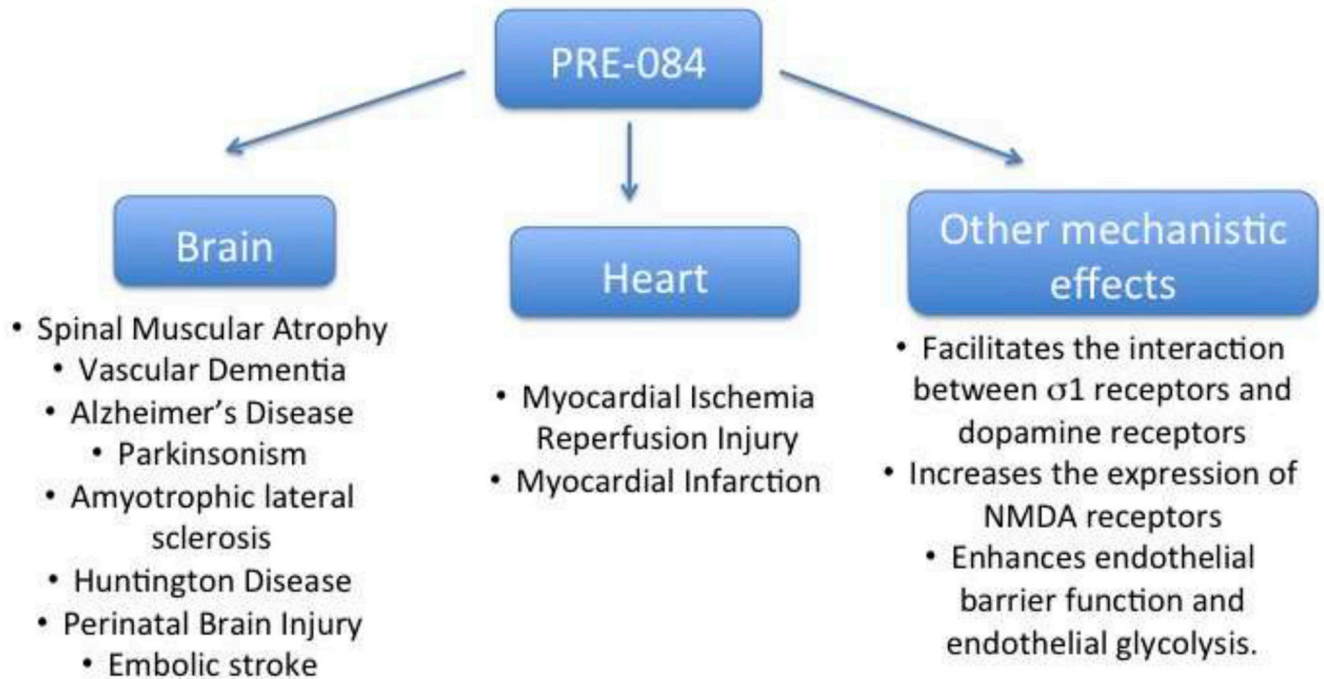 PRE-084
Brain
• Spinal Muscular Atrophy
• Vascular Dementia
• Alzheimer’s Disease
• Parkinsonism
• Amyotrophic lateral
sclerosis
• Huntington Disease
• Perinatal Brain Injury
• Embolic stroke
Heart
• Myocardial Ischemia
Reperfusion Injury
• Myocardial Infarction
Other mechanistic
effects
• Facilitates the interaction
between σ1 receptors and
dopamine receptors
• Increases the expression of
NMDA receptors
• Enhances endothelial
barrier function and
endothelial glycolysis.